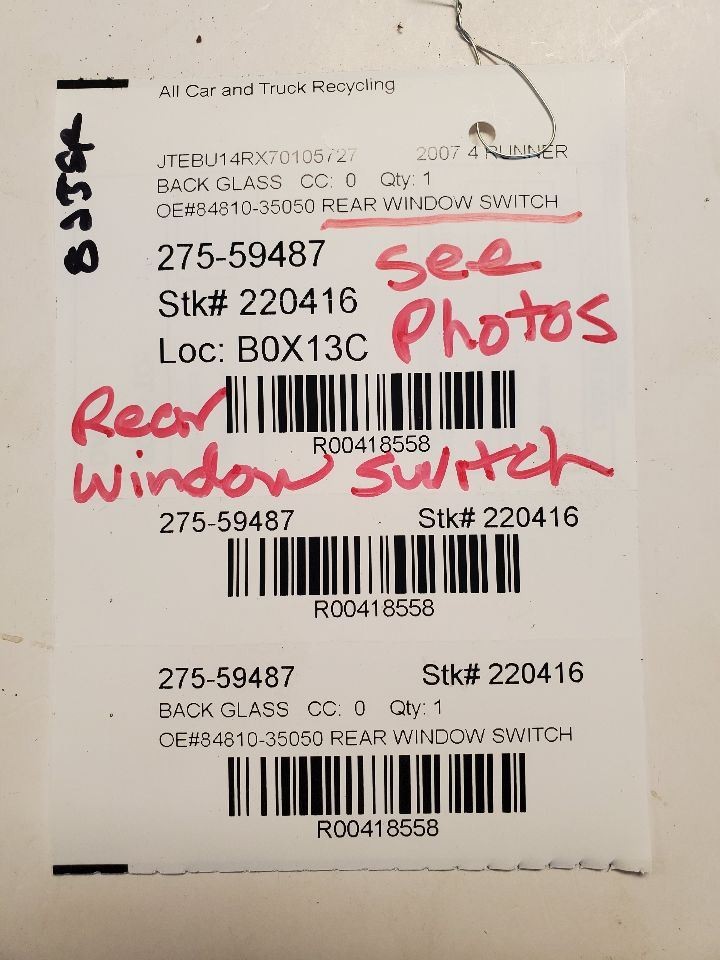 All Car and Truck Recycling
JTEBU14RX70105727 2007 4 RUNNER
BACK GLASS CC: 0 Qty: 1
OE#84810-35050 REAR WINDOW SWITCH
275-59487
See
Stk# 220416
Photos
Loc: B0X13C
Rear
R00418558
Window Switch
275-59487 Stk# 220416
R00418558
275-59487 Stk# 220416
BACK GLASS CC: 0 Qty: 1
OE#84810-35050 REAR WINDOW SWITCH
R00418558